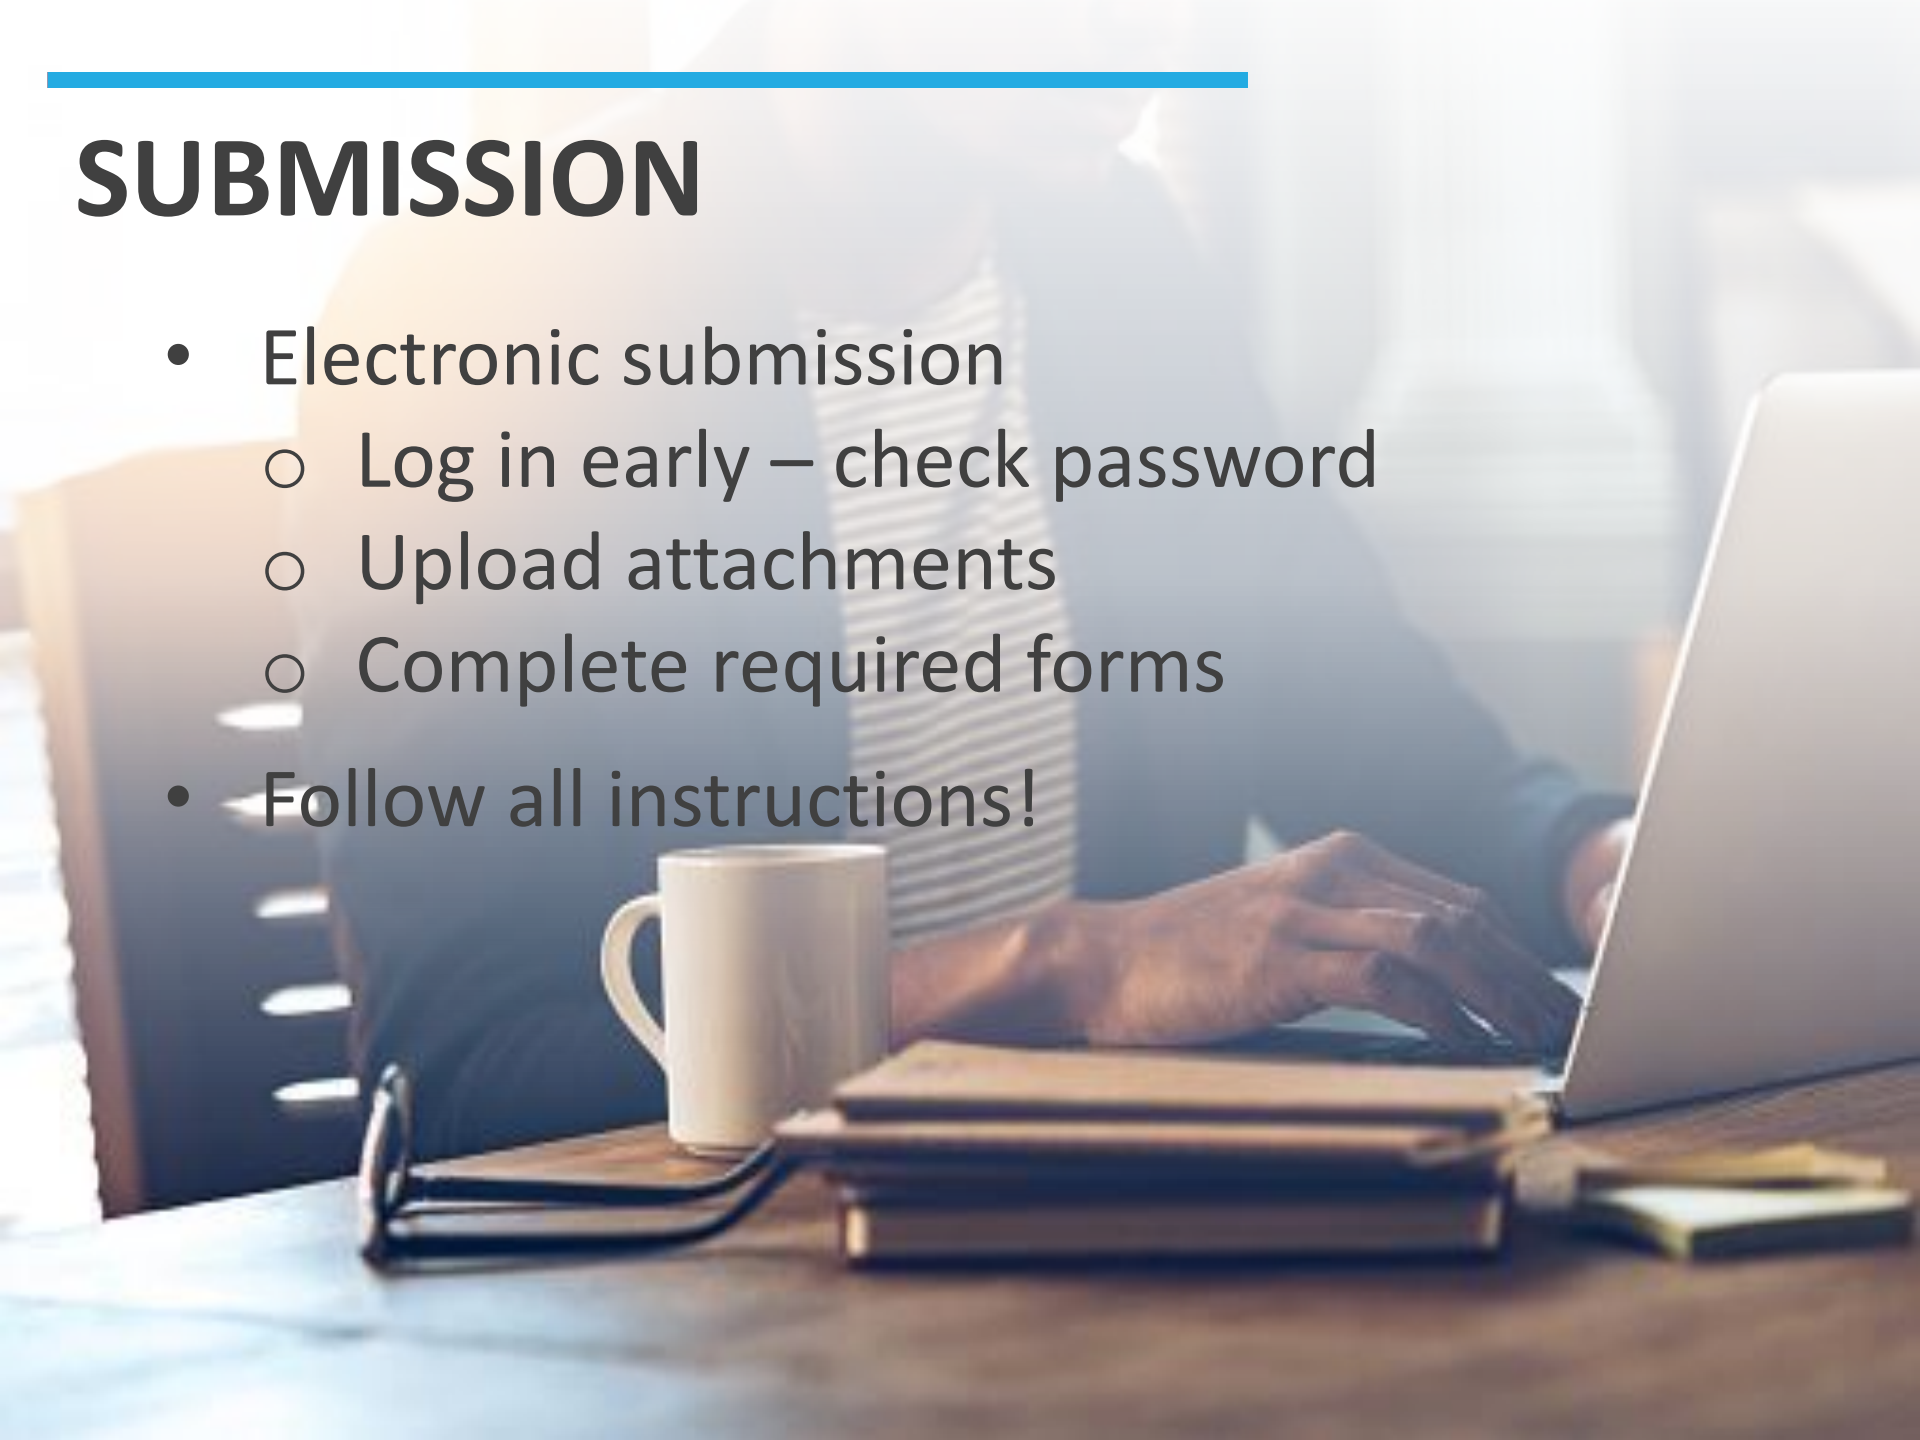 SUBMISSION
• Electronic submission
o Log in early – check password
o Upload attachments
o Complete required forms
• Follow all instructions!